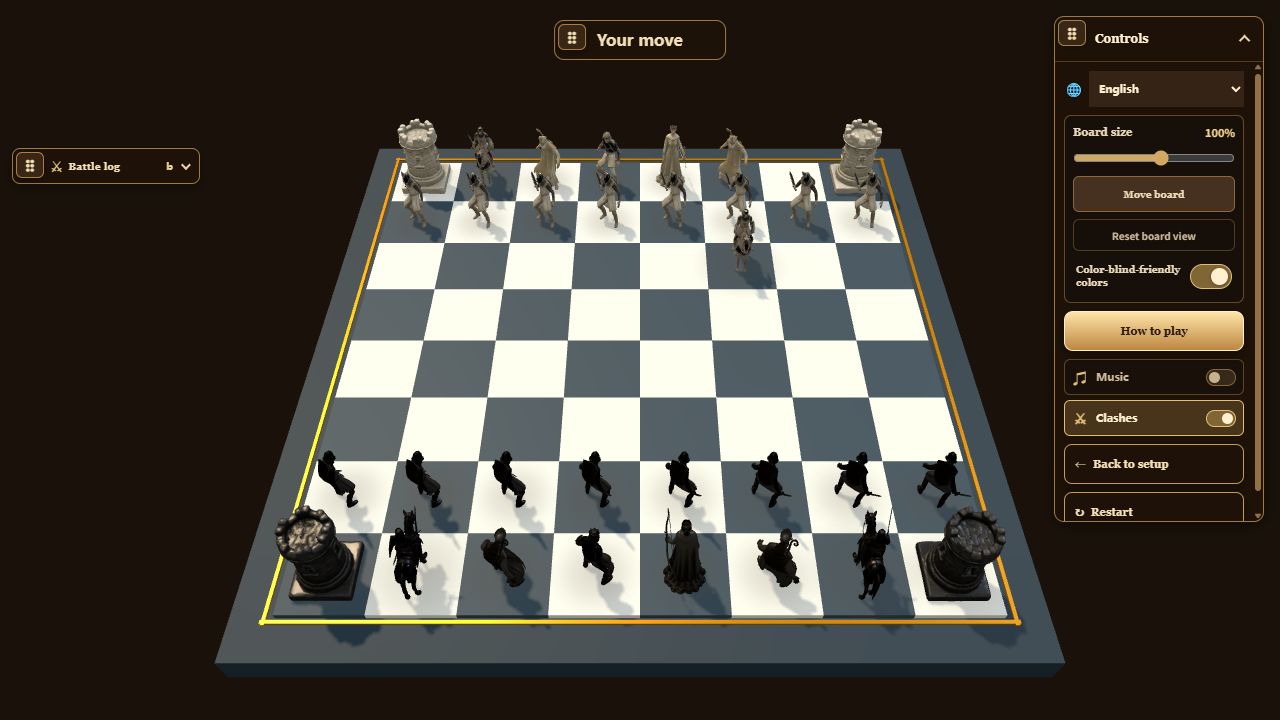 Your move
Controls
English
Board size 100%
Move board
Reset board view
Color-blind-friendly
colors
How to play
Music
Clashes
← Back to setup
↻ Restart
Battle log b